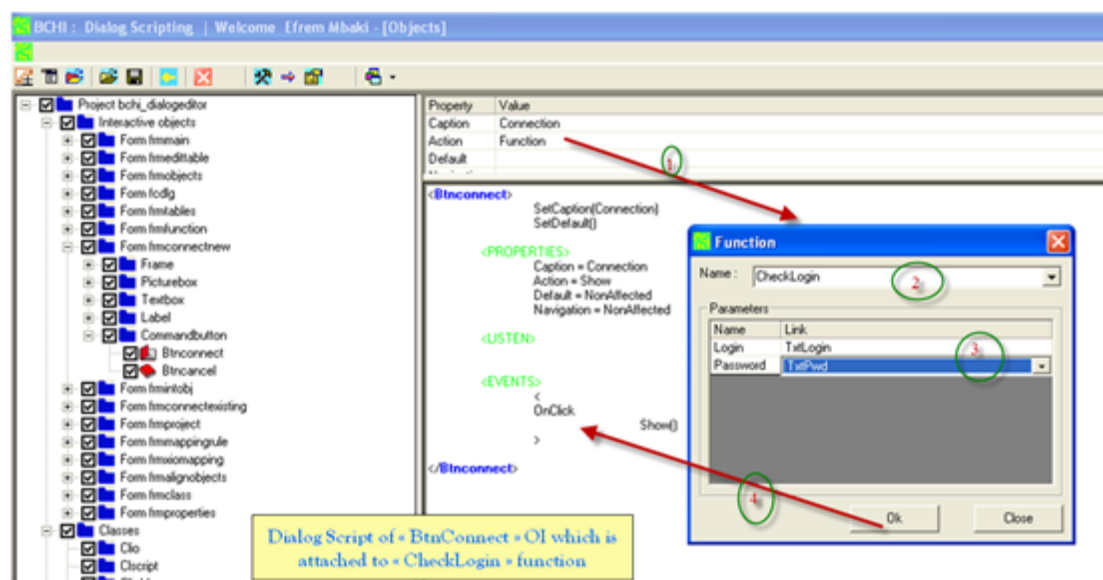 BCHI : Dialog Scripting | Welcome Efrem Mbaki - [Objects]
Project bchi_dialogeditor
Interactive objects
Form frmmain
Form frmedittable
Form frmobjects
Form fcdlg
Form frmtables
Form frmfunction
Form frmconnectnew
Frame
Picturebox
Textbox
Label
Commandbutton
Btnconnect
Btncancel
Form frmintobj
Form frmconnectexisting
Form frmproject
Form frmmappingrule
Form frmxiomapping
Form frmalignobjects
Form frmclass
Form frmproperties
Classes
Clio
Clscript
Property Value
Caption Connection
Action Function
Default
1
<Btnconnect>
SetCaption(Connection)
SetDefault()
<PROPERTIES>
Caption = Connection
Action = Show
Default = NonAffected
Navigation = NonAffected
<LISTEN>
<EVENTS>
<
OnClick
Show()
>
</Btnconnect>
Function
Name : CheckLogin
2
Parameters
Name Link
Login TxtLogin
Password TxtPwd
3
4
Ok Close
Dialog Script of « BtnConnect » OI which is
attached to « CheckLogin » function